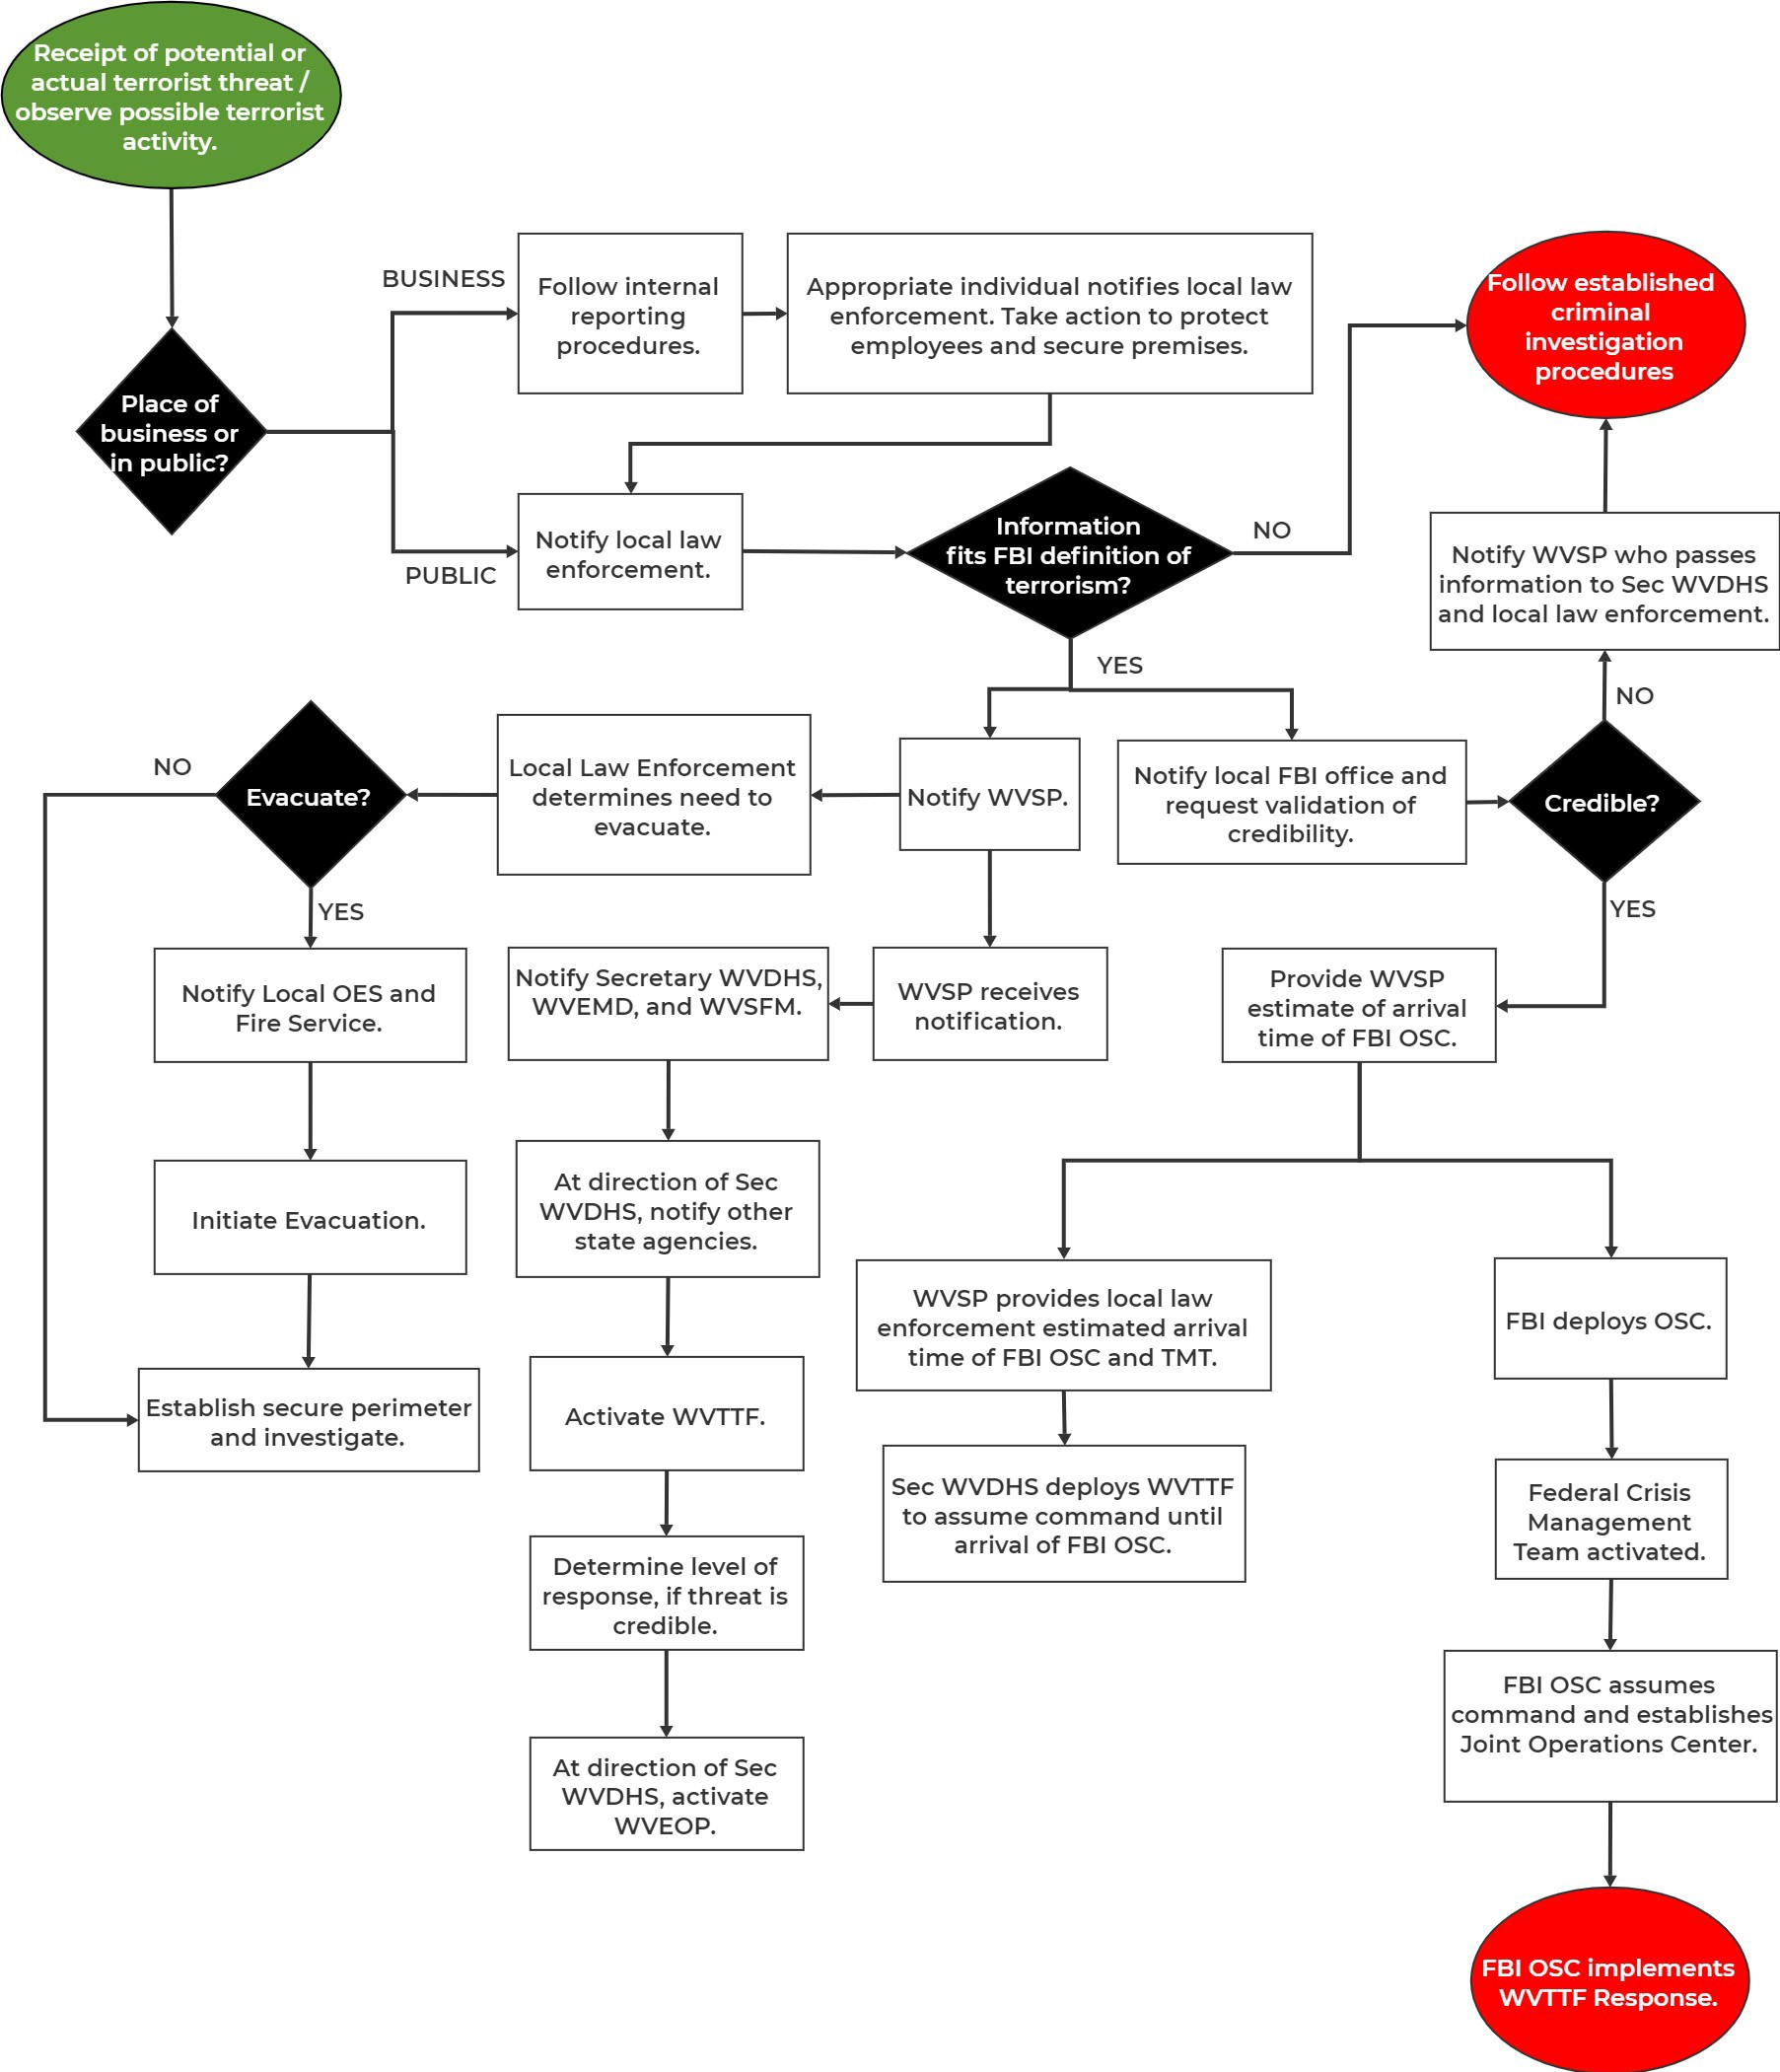 Receipt of potential or
actual terrorist threat /
observe possible terrorist
activity.
Place of
business or
in public?
BUSINESS
Follow internal
reporting
procedures.
Appropriate individual notifies local law
enforcement. Take action to protect
employees and secure premises.
PUBLIC
Notify local law
enforcement.
Information
fits FBI definition of
terrorism?
NO
Follow established
criminal
investigation
procedures
Notify WVSP who passes
information to Sec WVDHS
and local law enforcement.
YES
NO
Notify WVSP.
Notify local FBI office and
request validation of
credibility.
Credible?
Local Law Enforcement
determines need to
evacuate.
Evacuate?
NO
YES
YES
Notify Local OES and
Fire Service.
Notify Secretary WVDHS,
WVEMD, and WVSFM.
WVSP receives
notification.
Provide WVSP
estimate of arrival
time of FBI OSC.
Initiate Evacuation.
At direction of Sec
WVDHS, notify other
state agencies.
WVSP provides local law
enforcement estimated arrival
time of FBI OSC and TMT.
FBI deploys OSC.
Establish secure perimeter
and investigate.
Activate WVTTF.
Sec WVDHS deploys WVTTF
to assume command until
arrival of FBI OSC.
Federal Crisis
Management
Team activated.
Determine level of
response, if threat is
credible.
FBI OSC assumes
command and establishes
Joint Operations Center.
At direction of Sec
WVDHS, activate
WVEOP.
FBI OSC implements
WVTTF Response.